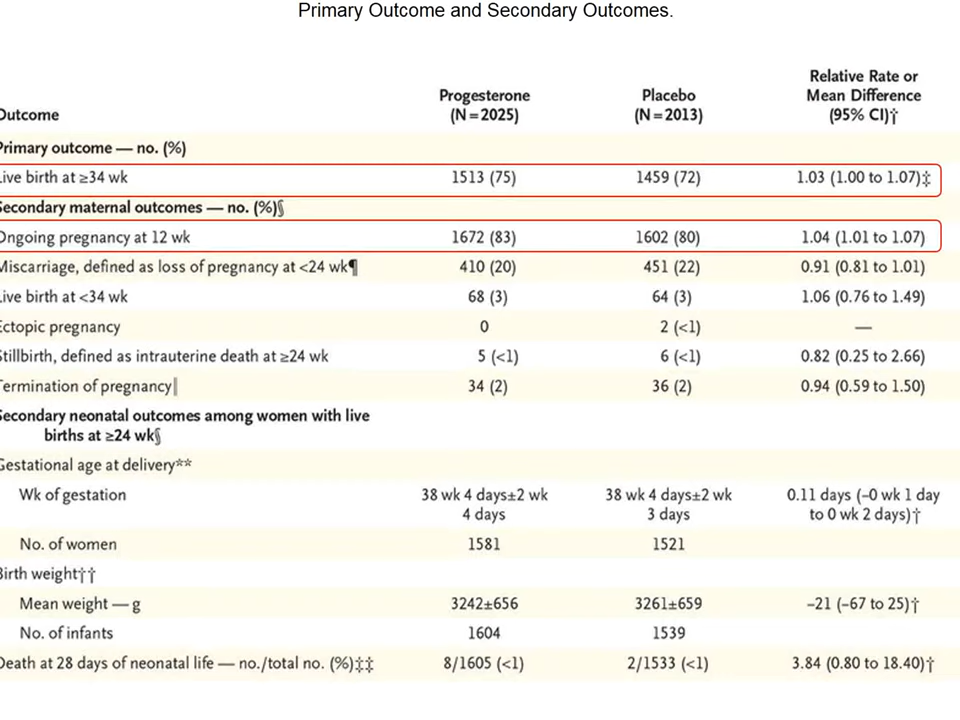 Primary Outcome and Secondary Outcomes.
Relative Rate or
Progesterone Placebo Mean Difference
Outcome (N=2025) (N=2013) (95% CI)†
Primary outcome — no. (%)
Live birth at ≥34 wk 1513 (75) 1459 (72) 1.03 (1.00 to 1.07)‡
Secondary maternal outcomes — no. (%)§
Ongoing pregnancy at 12 wk 1672 (83) 1602 (80) 1.04 (1.01 to 1.07)
Miscarriage, defined as loss of pregnancy at <24 wk¶ 410 (20) 451 (22) 0.91 (0.81 to 1.01)
Live birth at <34 wk 68 (3) 64 (3) 1.06 (0.76 to 1.49)
Ectopic pregnancy 0 2 (<1) —
Stillbirth, defined as intrauterine death at ≥24 wk 5 (<1) 6 (<1) 0.82 (0.25 to 2.66)
Termination of pregnancy‖ 34 (2) 36 (2) 0.94 (0.59 to 1.50)
Secondary neonatal outcomes among women with live
births at ≥24 wk§
Gestational age at delivery**
Wk of gestation 38 wk 4 days±2 wk 38 wk 4 days±2 wk 0.11 days (–0 wk 1 day
4 days 3 days to 0 wk 2 days)†
No. of women 1581 1521
Birth weight††
Mean weight — g 3242±656 3261±659 –21 (–67 to 25)†
No. of infants 1604 1539
Death at 28 days of neonatal life — no./total no. (%)‡‡ 8/1605 (<1) 2/1533 (<1) 3.84 (0.80 to 18.40)†